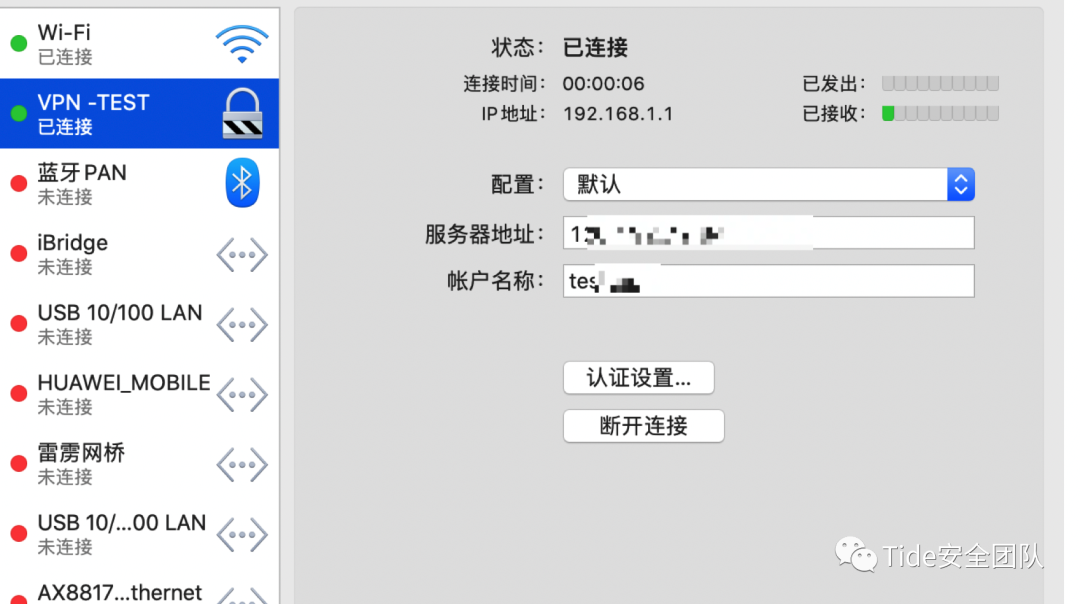 Wi-Fi
已连接
VPN -TEST
已连接
蓝牙PAN
未连接
iBridge
未连接
USB 10/100 LAN
未连接
HUAWEI_MOBILE
未连接
雷雳网桥
未连接
USB 10/...00 LAN
未连接
AX8817...thernet
状态： 已连接
连接时间： 00:00:06
已发出：
IP地址： 192.168.1.1
已接收：
配置： 默认
服务器地址：
帐户名称：
认证设置...
断开连接
Tide安全团队